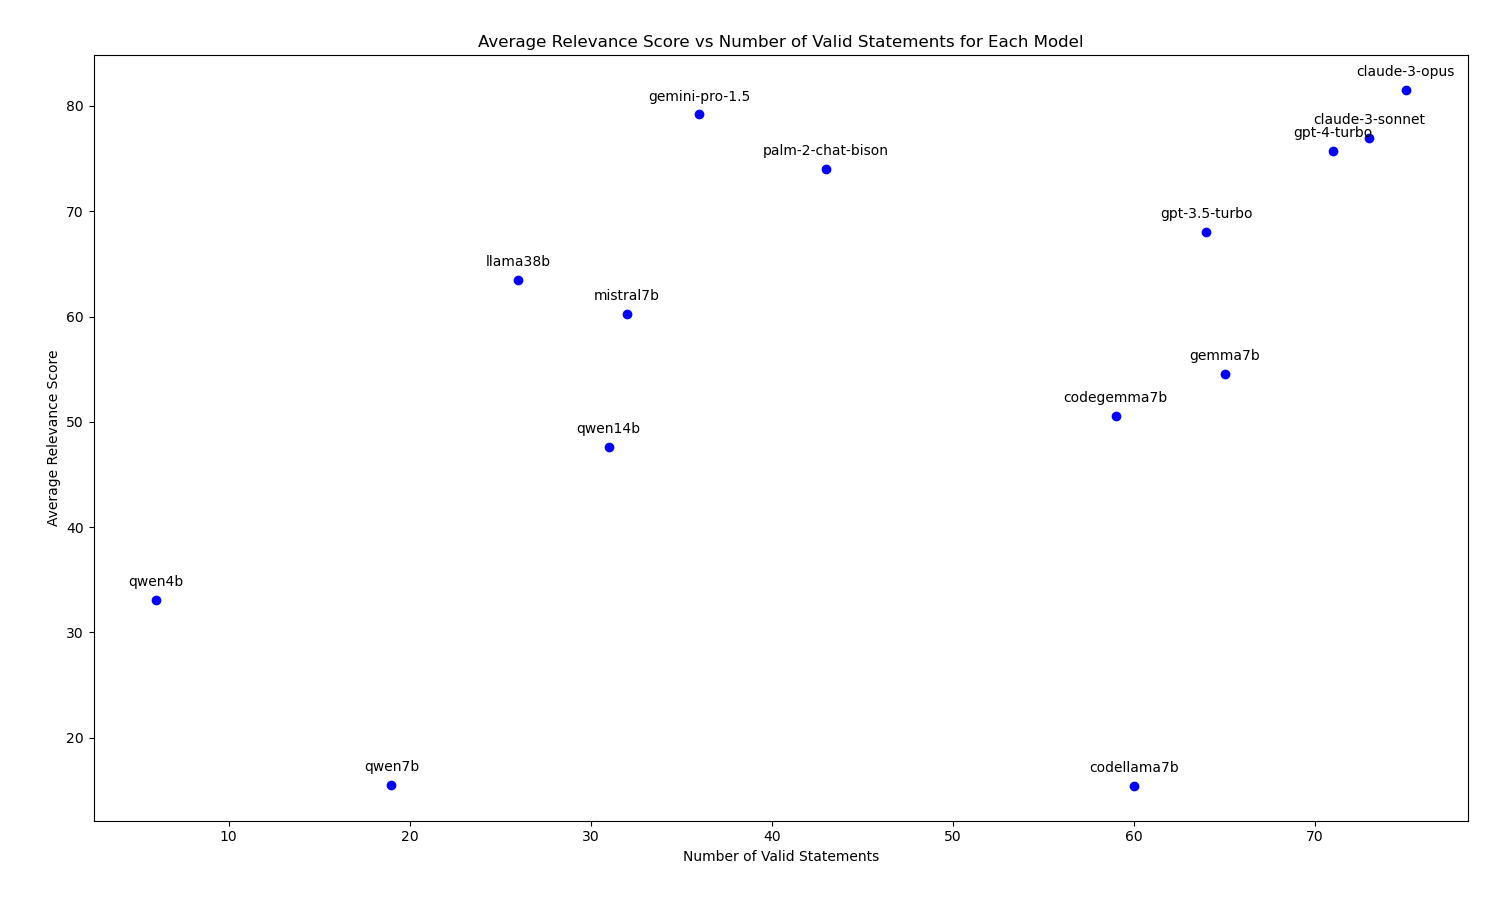 Average Relevance Score vs Number of Valid Statements for Each Model
claude-3-opus
gemini-pro-1.5
claude-3-sonnet
gpt-4-turbo
palm-2-chat-bison
gpt-3.5-turbo
llama38b
mistral7b
gemma7b
codegemma7b
qwen14b
qwen4b
qwen7b
codellama7b
Average Relevance Score
80
70
60
50
40
30
20
10 20 30 40 50 60 70
Number of Valid Statements